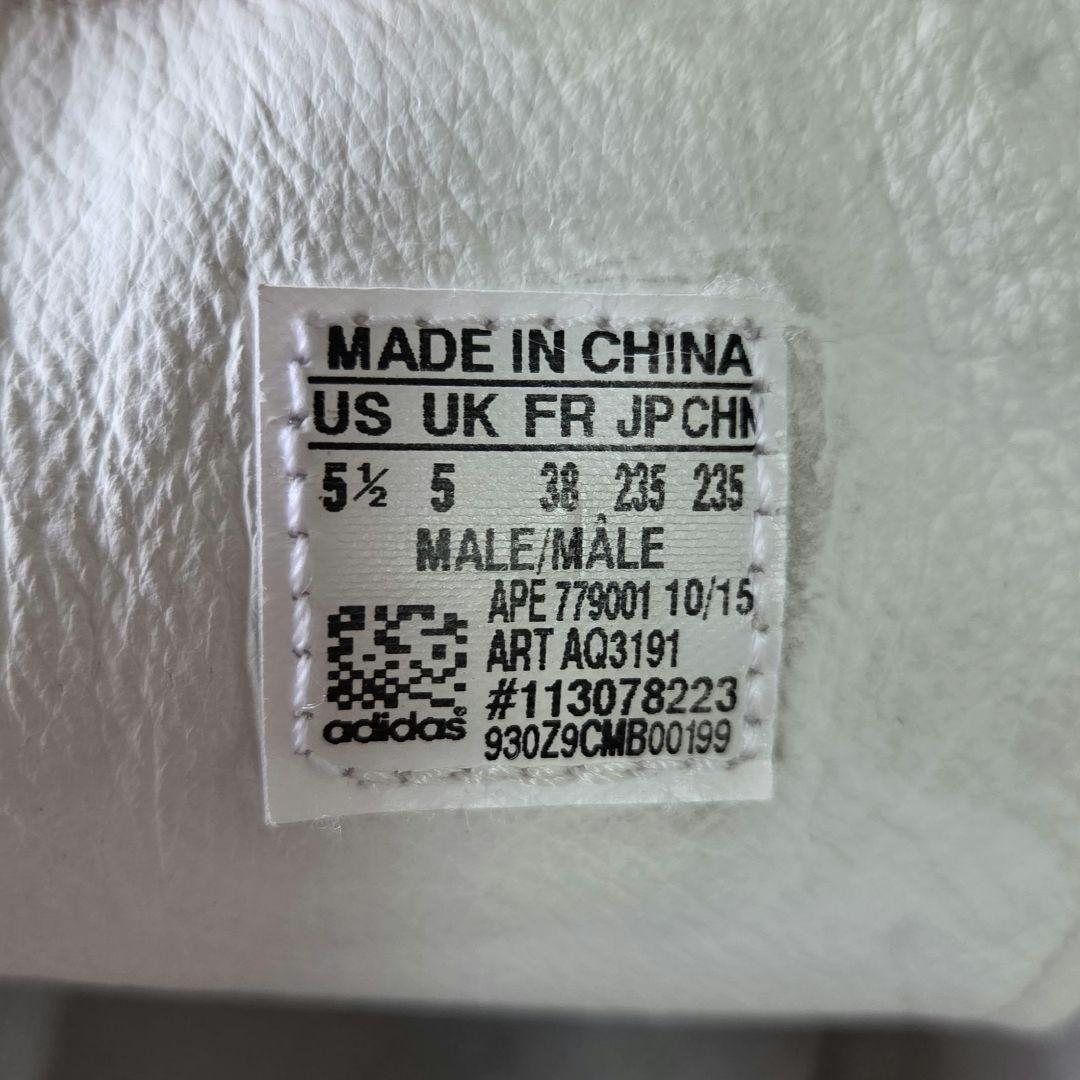 MADE IN CHINA
US UK FR JP CHN
5½ 5 38 235 235
MALE/MÂLE
APE 779001 10/15
ART AQ3191
#113078223
adidas®
930Z9CMB00199